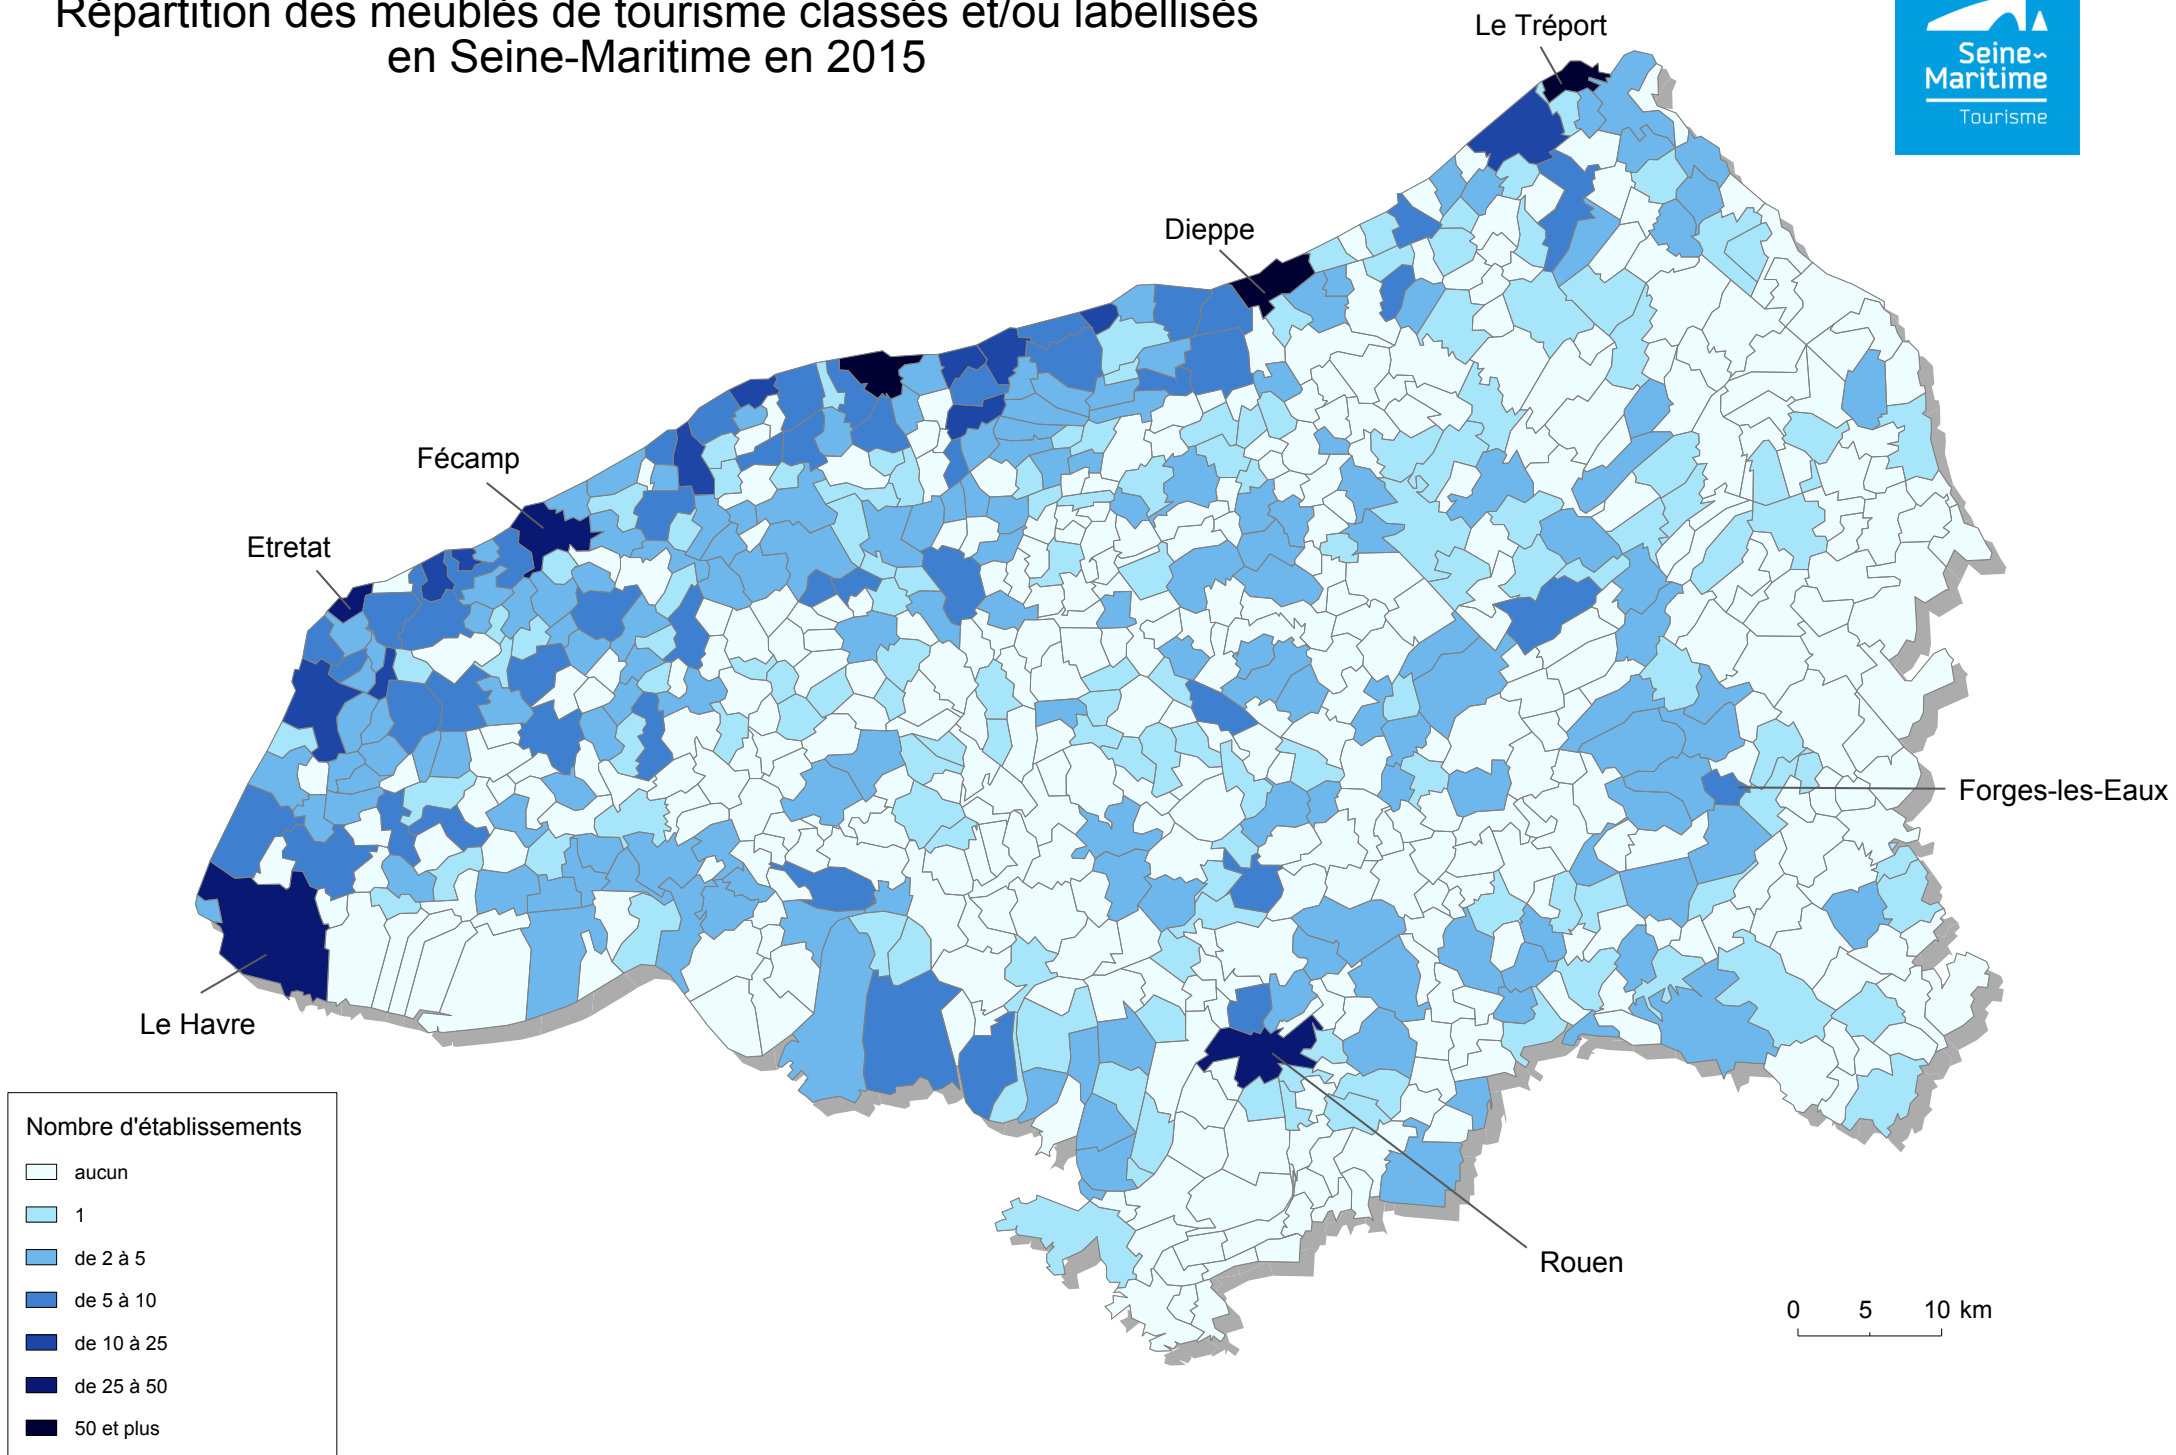 Répartition des meublés de tourisme classés et/ou labellisés
en Seine-Maritime en 2015
Seine~
Maritime
Tourisme
Le Tréport
Dieppe
Fécamp
Etretat
Forges-les-Eaux
Le Havre
Rouen
Nombre d'établissements
aucun
1
de 2 à 5
de 5 à 10
de 10 à 25
de 25 à 50
50 et plus
0 5 10 km